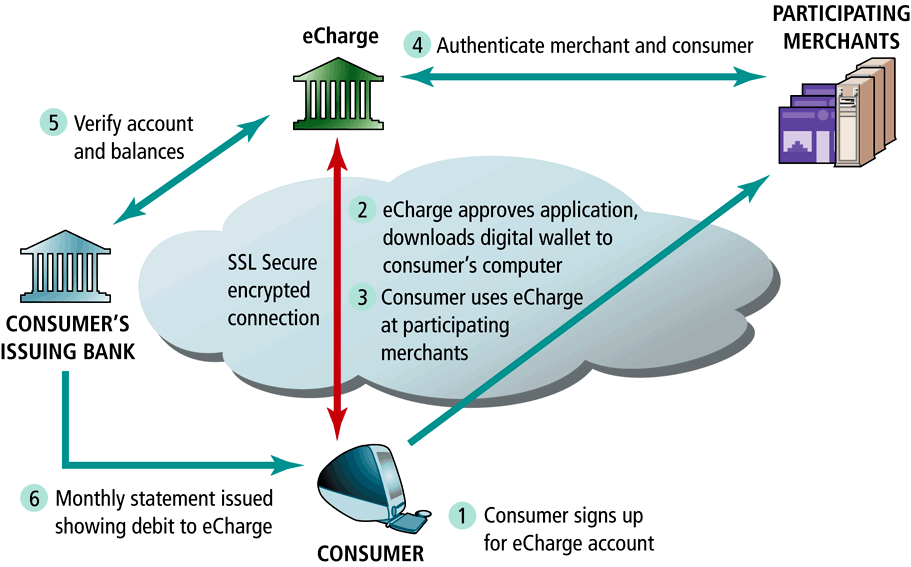 eCharge
4 Authenticate merchant and consumer
PARTICIPATING
MERCHANTS
5 Verify account
and balances
2 eCharge approves application,
downloads digital wallet to
consumer's computer
SSL Secure
encrypted
connection
3 Consumer uses eCharge
at participating
merchants
CONSUMER'S
ISSUING BANK
6 Monthly statement issued
showing debit to eCharge
1 Consumer signs up
for eCharge account
CONSUMER